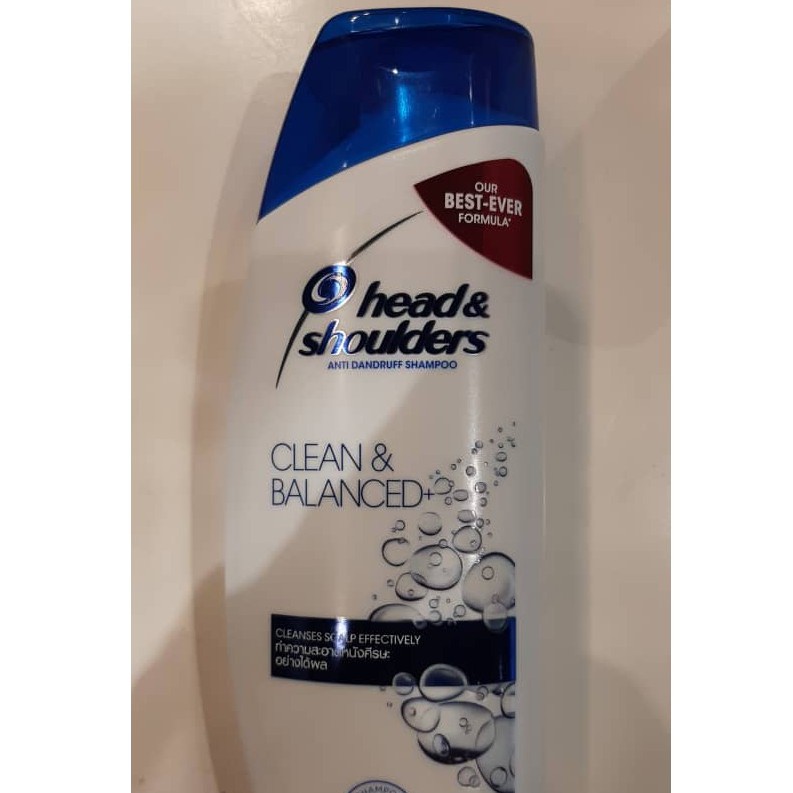 OUR
BEST-EVER
FORMULA*
head &
shoulders
ANTI DANDRUFF SHAMPOO
CLEAN &
BALANCED+
CLEANSES SCALP EFFECTIVELY
ทำความสะอาดหนังศีรษะ
อย่างได้ผล